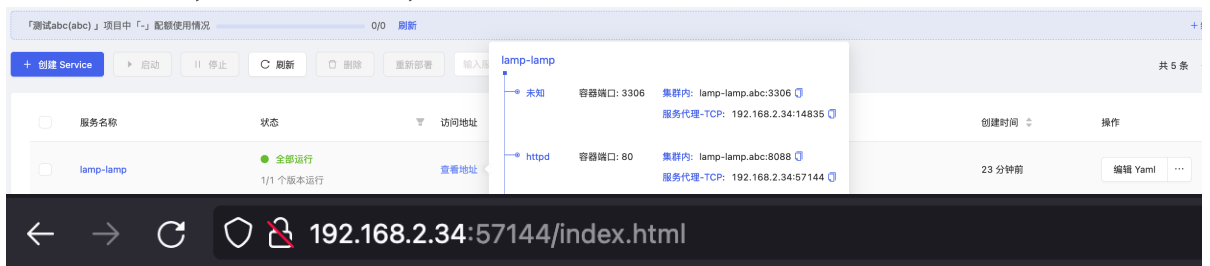 「测试abc(abc) 」项目中「-」配额使用情况 0/0 刷新
+ 创建 Service 启动 停止 刷新 删除 重新部署 共 5 条
lamp-lamp
未知 容器端口: 3306 集群内: lamp-lamp.abc:3306
服务代理-TCP: 192.168.2.34:14835
服务名称 状态 访问地址 创建时间 操作
httpd 容器端口: 80 集群内: lamp-lamp.abc:8088
服务代理-TCP: 192.168.2.34:57144
lamp-lamp 全部运行 查看地址 23 分钟前 编辑 Yaml ···
1/1 个版本运行
192.168.2.34:57144/index.html